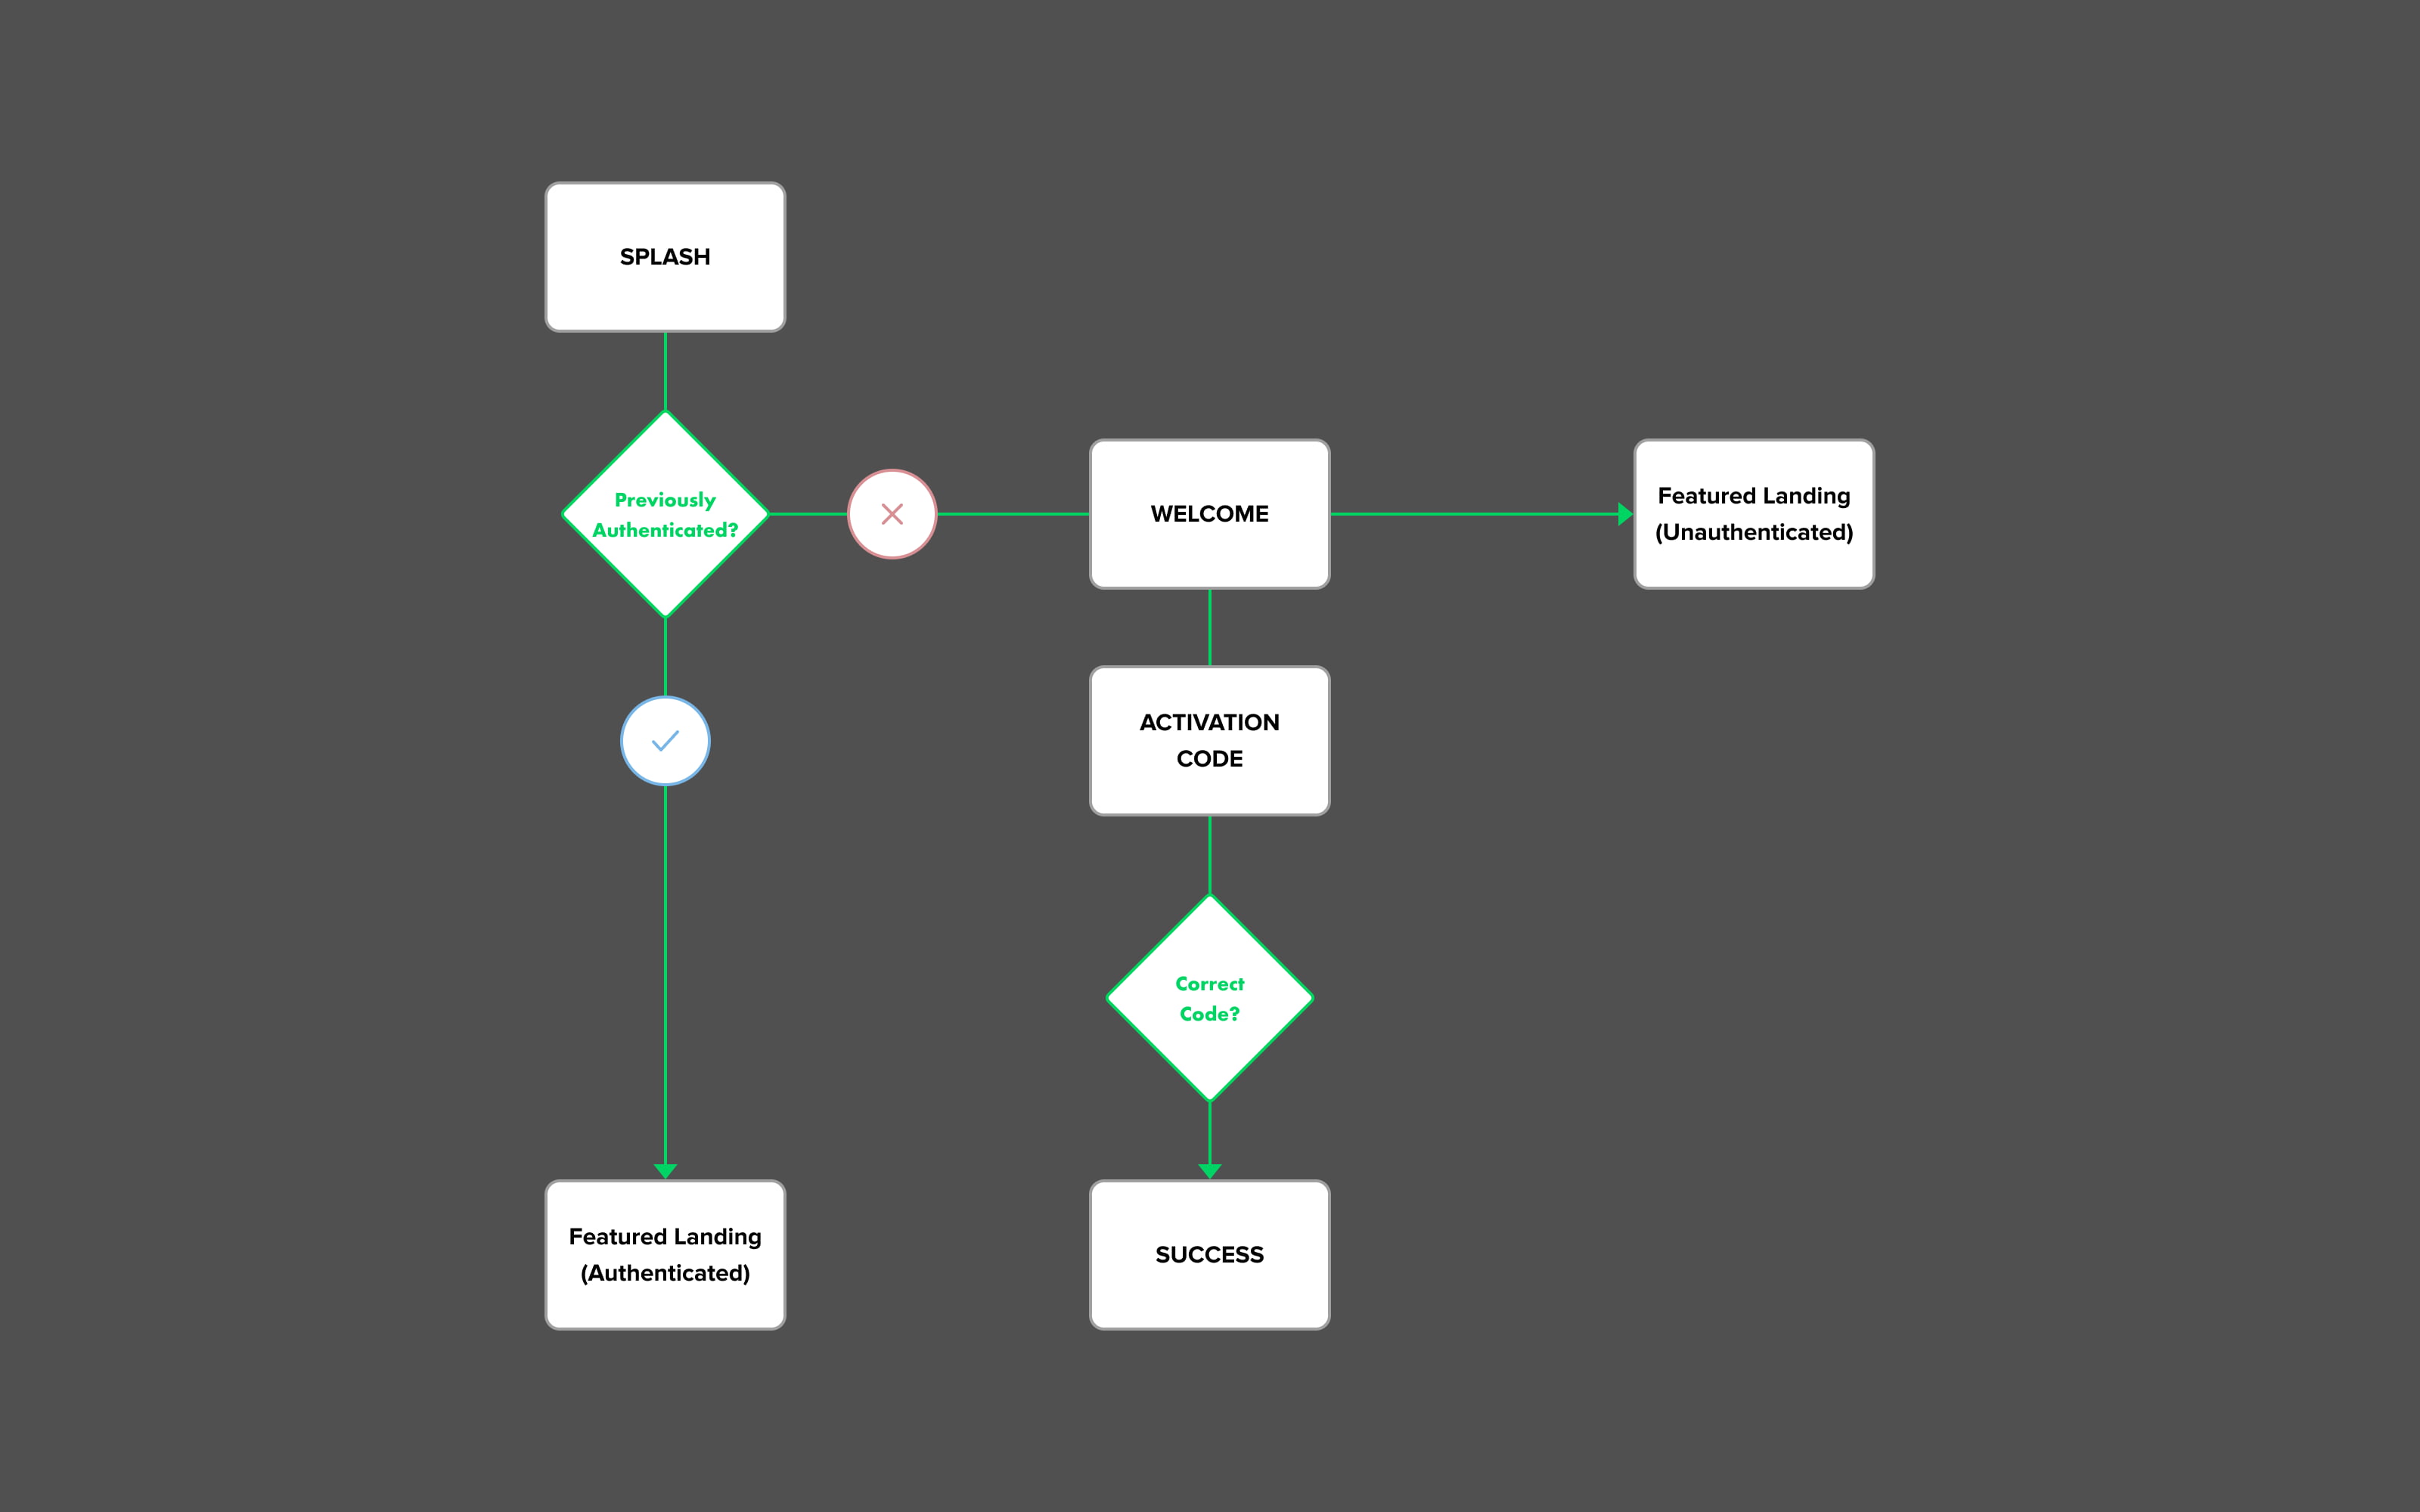 SPLASH
Previously
Authenticated?
WELCOME
Featured Landing
(Unauthenticated)
ACTIVATION
CODE
Correct
Code?
Featured Landing
(Authenticated)
SUCCESS